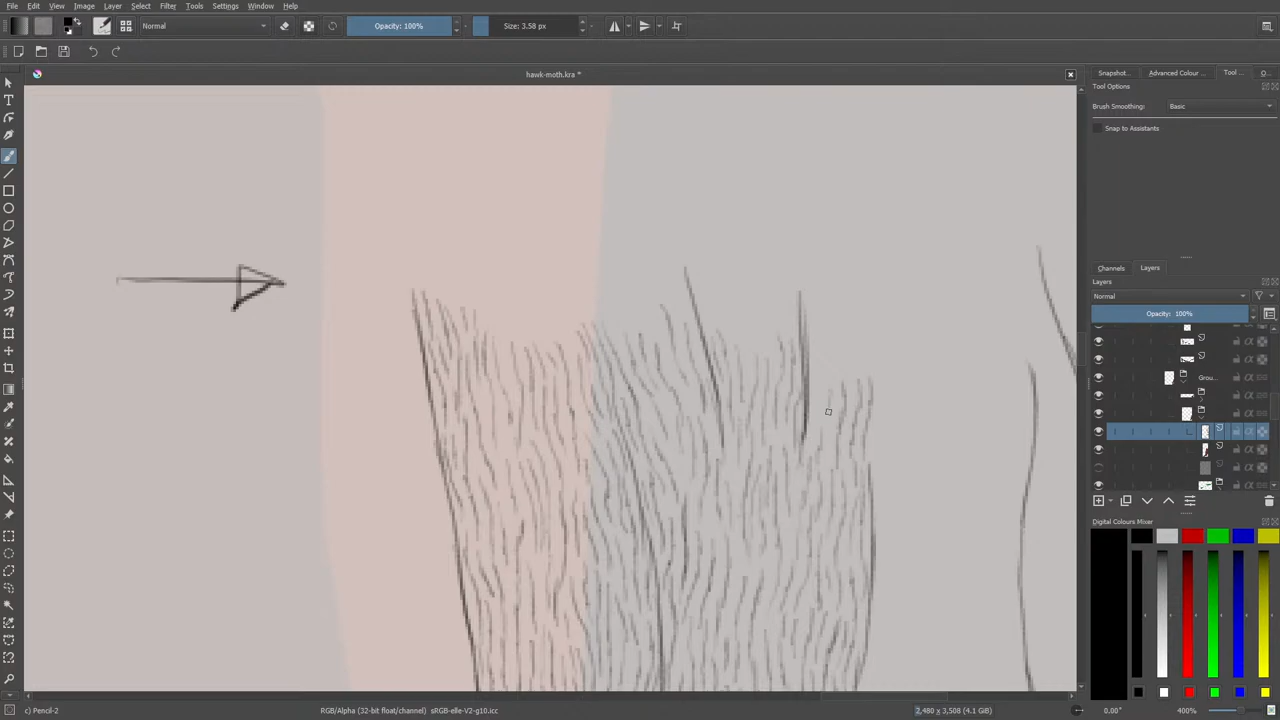 File Edit View Image Layer Select Filter Tools Settings Window Help
Normal Opacity: 100% Size: 3.58 px
hawk-moth.kra *
Snapshot... Advanced Colour ... Tool ... O...
Tool Options
Brush Smoothing: Basic
Snap to Assistants
Channels Layers
Layers
Normal
Opacity: 100%
Grou...
Digital Colours Mixer
c) Pencil-2 RGB/Alpha (32-bit float/channel) sRGB-elle-V2-g10.icc 2,480 x 3,508 (4.1 GiB) 0.00° 400%